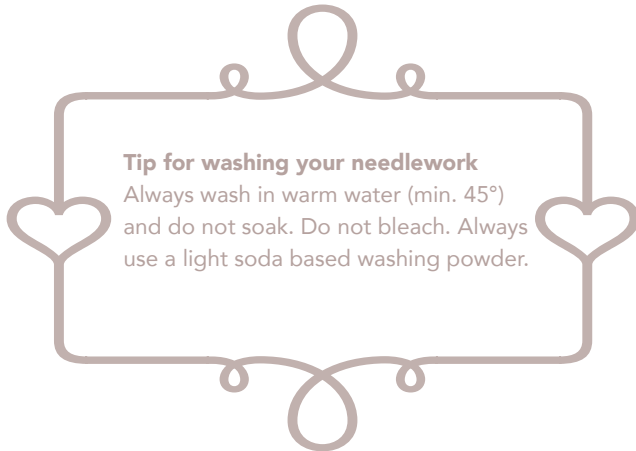 Tip for washing your needlework
Always wash in warm water (min. 45°)
and do not soak. Do not bleach. Always
use a light soda based washing powder.